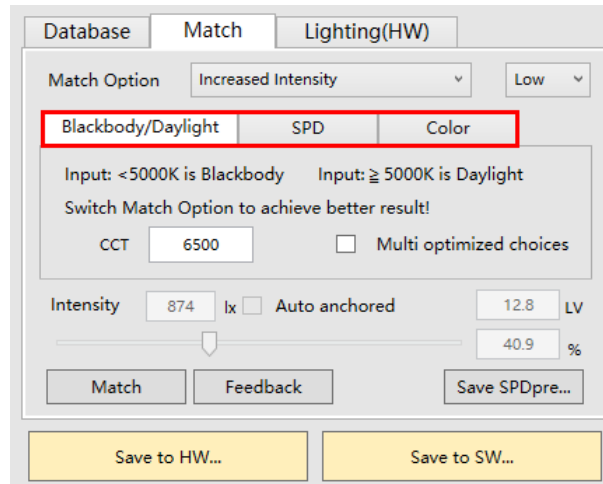 Database Match Lighting(HW)
Match Option Increased Intensity Low
Blackbody/Daylight SPD Color
Input: <5000K is Blackbody Input:≧ 5000K is Daylight
Switch Match Option to achieve better result!
CCT 6500 Multi optimized choices
Intensity 874 lx Auto anchored 12.8 LV
40.9 %
Match Feedback Save SPDpre...
Save to HW... Save to SW...